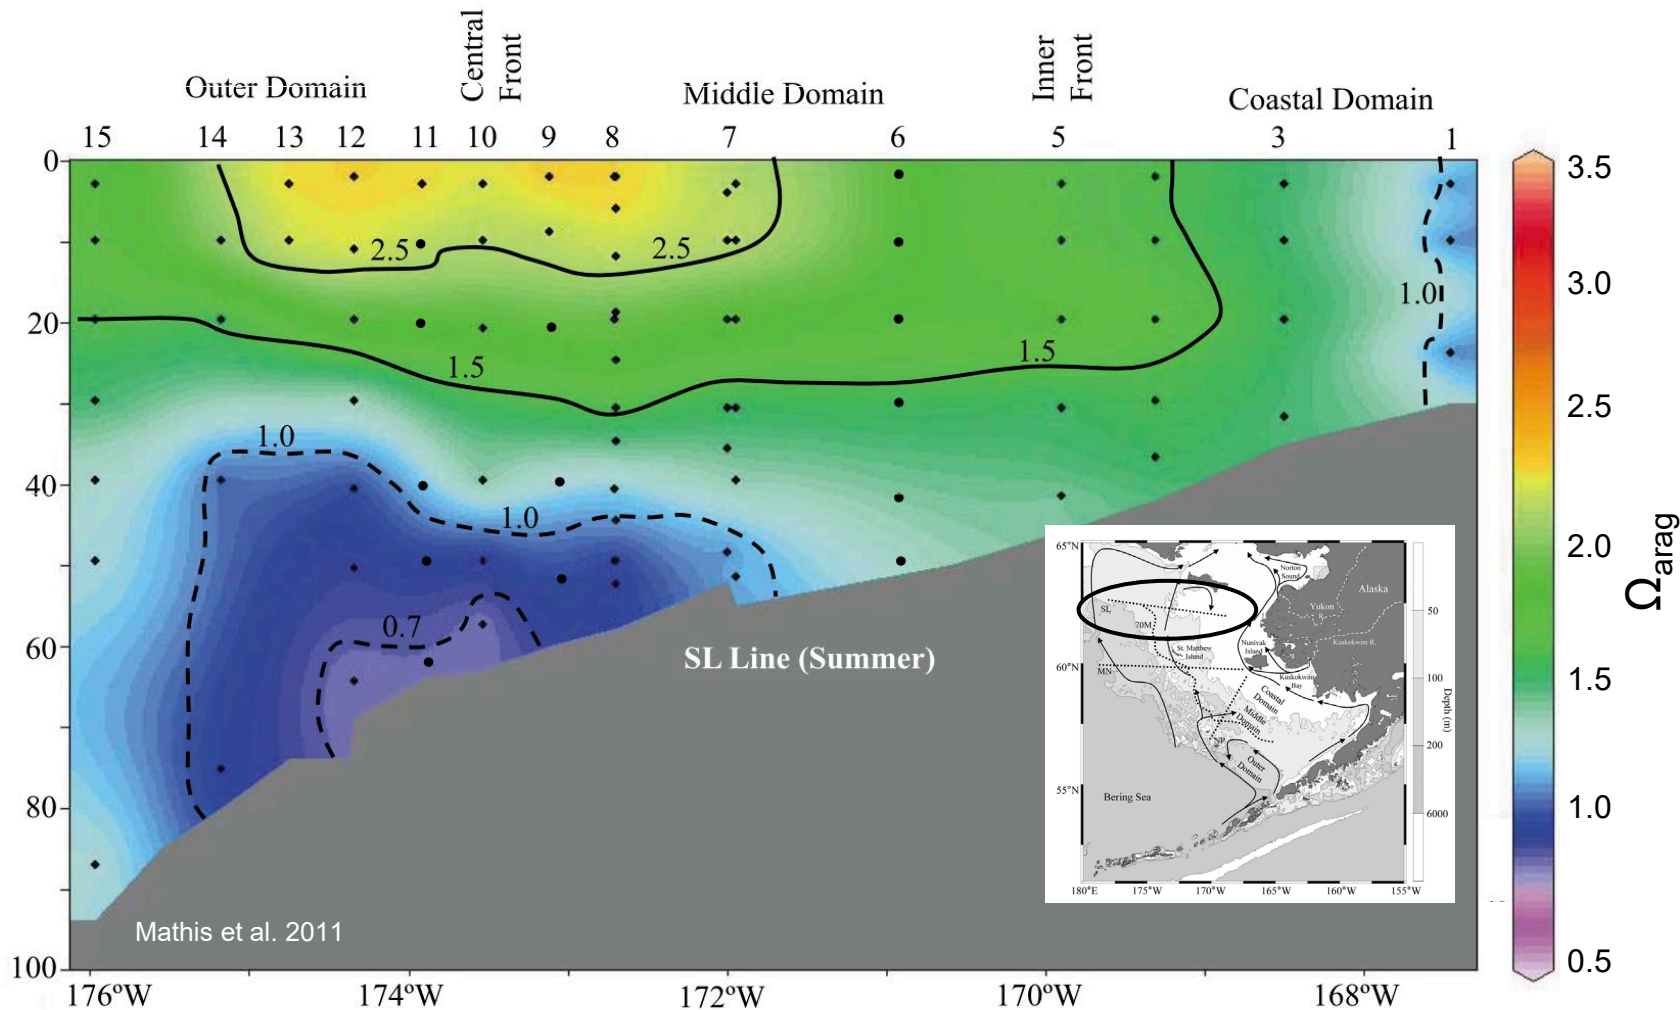 Outer Domain
Central
Front
Middle Domain
Inner
Front
Coastal Domain
15 14 13 12 11 10 9 8 7 6 5 3 1
0
20
40
60
80
100
2.5
2.5
1.5
1.5
1.0
1.0
1.0
0.7
SL Line (Summer)
Mathis et al. 2011
176ºW 174ºW 172ºW 170ºW 168ºW
3.5
3.0
2.5
2.0
1.5
1.0
0.5
Ωarag
65°N
60°N
55°N
180°E 175°W 170°W 165°W 160°W 155°W
Norton
Sound
Alaska
Yukon
Kuskokwim R.
SL
70M
St. Matthew
Island
Nunivak
Island
Kuskokwim
Bay
MN
Coastal
Domain
Middle
Domain
NP
Outer
Domain
Bering Sea
50
100
200
6000
Depth (m)